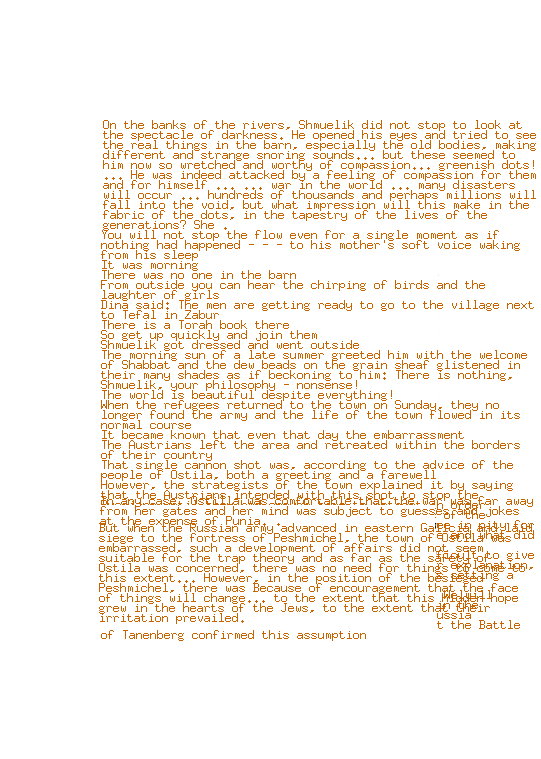 On the banks of the rivers, Shmuelik did not stop to look at
the spectacle of darkness. He opened his eyes and tried to see
the real things in the barn, especially the old bodies, making
different and strange snoring sounds... but these seemed to
him now so wretched and worthy of compassion... greenish dots!
... He was indeed attacked by a feeling of compassion for them
and for himself ... ... war in the world ... many disasters
will occur ... hundreds of thousands and perhaps millions will
fall into the void, but what impression will this make in the
fabric of the dots, in the tapestry of the lives of the
generations? She .
You will not stop the flow even for a single moment as if
nothing had happened - - - to his mother's soft voice waking
from his sleep
It was morning
There was no one in the barn
From outside you can hear the chirping of birds and the
laughter of girls
Dina said: The men are getting ready to go to the village next
to Tefal in Zabur
There is a Torah book there
So get up quickly and join them
Shmuelik got dressed and went outside
The morning sun of a late summer greeted him with the welcome
of Shabbat and the dew beads on the grain sheaf glistened in
their many shades as if beckoning to him: There is nothing,
Shmuelik, your philosophy - nonsense!
The world is beautiful despite everything!
When the refugees returned to the town on Sunday, they no
longer found the army and the life of the town flowed in its
normal course
It became known that even that day the embarrassment
The Austrians left the area and retreated within the borders
of their country
That single cannon shot was, according to the advice of the
people of Ostila, both a greeting and a farewell
However, the strategists of the town explained it by saying
that the Austrians intended with this shot to stop the
In any case, Ostilla was comfortable that the war was far away
from her gates and her mind was subject to guesses and jokes
at the expense of Punia
But when the Russian army advanced in eastern Galicia and laid
siege to the fortress of Peshmichel, the town of Ostila was
embarrassed, such a development of affairs did not seem
suitable for the trap theory and as far as the safety of
Ostila was concerned, there was no need for things to come to
this extent... However, in the position of the besieged
Peshmichel, there was Because of encouragement that the face
of things will change... to the extent that this hidden hope
grew in the hearts of the Jews, to the extent that their
irritation prevailed.
ussia
t the Battle
of Tanenberg confirmed this assumption